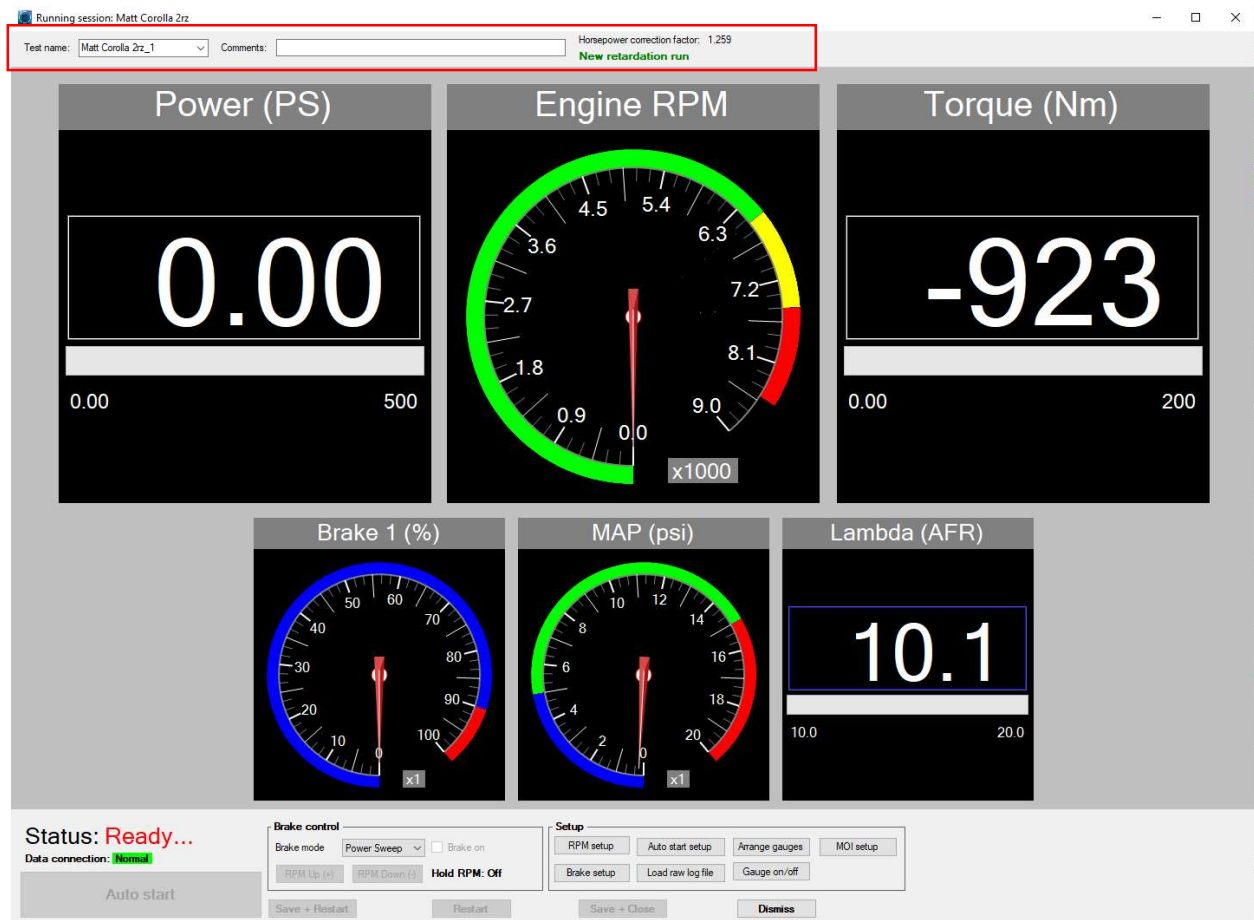 Running session: Matt Corolla 2rz
Test name: Matt Corolla 2rz_1 Comments: Horsepower correction factor: 1.259
New retardation run
Power (PS)
0.00
0.00 500
Engine RPM
0.0
0.9
1.8
2.7
3.6
4.5
5.4
6.3
7.2
8.1
9.0
x1000
Torque (Nm)
-923
0.00 200
Brake 1 (%)
0
10
20
30
40
50
60
70
80
90
100
x1
MAP (psi)
0
2
4
6
8
10
12
14
16
18
20
x1
Lambda (AFR)
10.1
10.0 20.0
Status: Ready...
Data connection: Normal
Auto start
Brake control
Brake mode Power Sweep Brake on
RPM Up (+) RPM Down (-) Hold RPM: Off
Setup
RPM setup Auto start setup Arrange gauges MOI setup
Brake setup Load raw log file Gauge on/off
Save + Restart Restart Save + Close Dismiss